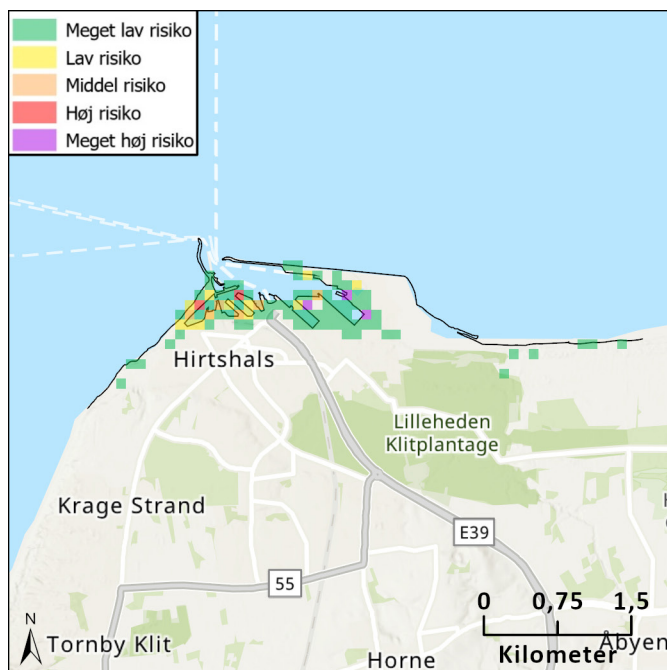 Meget lav risiko
Lav risiko
Middel risiko
Høj risiko
Meget høj risiko
Hirtshals
Lilleheden
Klitplantage
Krage Strand
E39
55
0 0,75 1,5
Kilometer
N
Tornby Klit
Horne
Åbyen